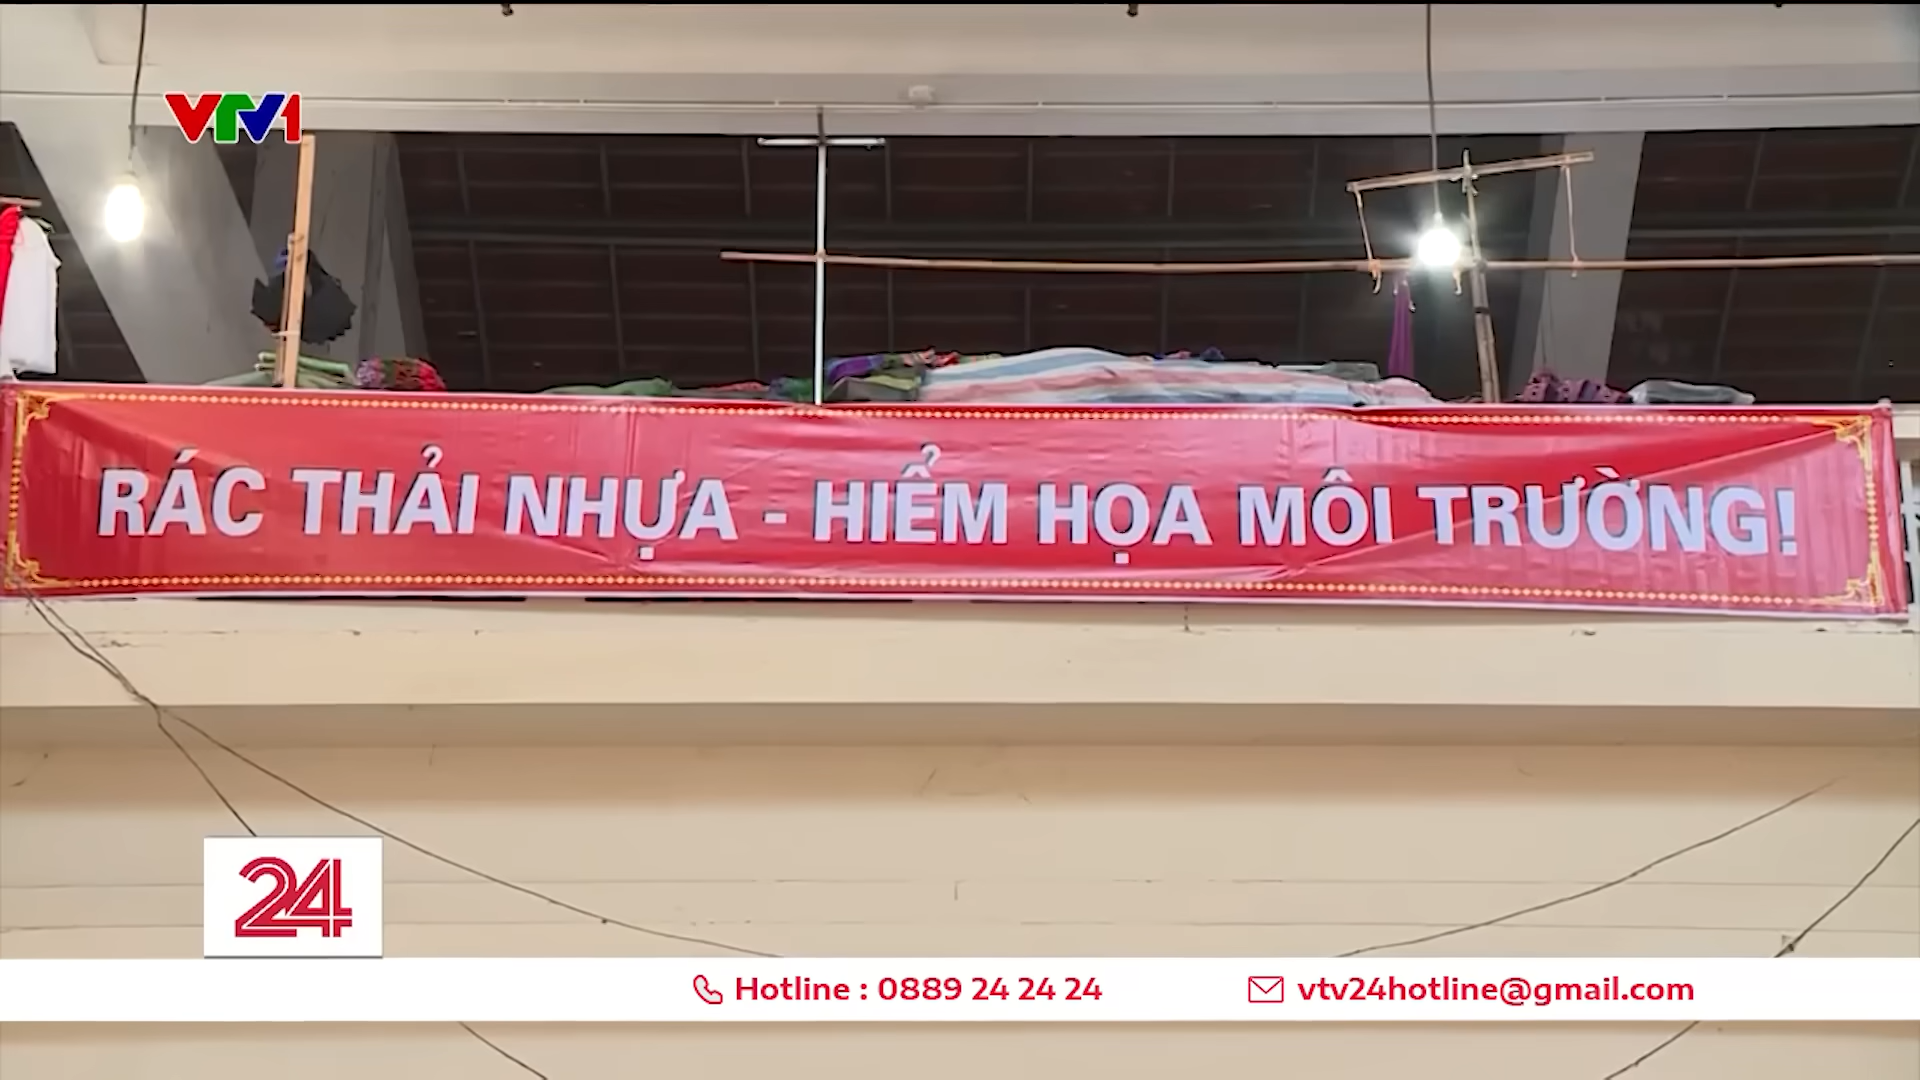 VTV1
RÁC THẢI NHỰA - HIỂM HỌA MÔI TRƯỜNG!
24
Hotline : 0889 24 24 24
vtv24hotline@gmail.com